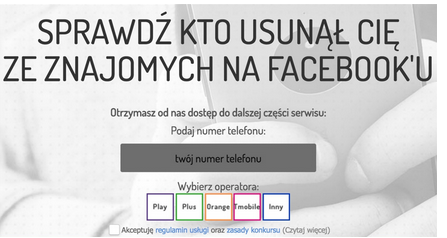 SPRAWDŹ KTO USUNĄŁ CIĘ
ZE ZNAJOMYCH NA FACEBOOK'U
Otrzymasz od nas dostęp do dalszej części serwisu:
Podaj numer telefonu:
twój numer telefonu
Wybierz operatora:
Play Plus Orange Tmobile Inny
Akceptuję regulamin usługi oraz zasady konkursu (Czytaj więcej)